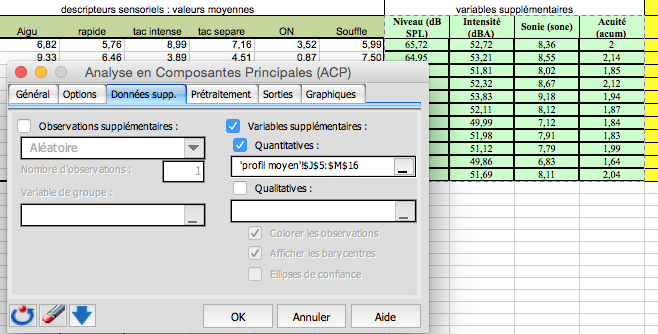 descripteurs sensoriels : valeurs moyennes variables supplémentaires
Aigu rapide tac intense tac separe ON Souffle Niveau (dB SPL) Intensité (dBA) Sonie (sone) Acuité (acum)
6,82 5,76 8,99 7,16 3,52 5,99 65,72 52,72 8,36 2
9,33 6,46 3,89 4,51 0,87 7,50 64,95 53,21 8,55 2,14
51,81 8,02 1,85
52,32 8,67 2,12
53,83 9,18 1,94
52,11 8,12 1,87
49,99 7,12 1,84
51,98 7,91 1,83
51,12 7,79 1,99
49,86 6,83 1,64
51,69 8,11 2,04
Analyse en Composantes Principales (ACP)
Général Options Données supp. Prétraitement Sorties Graphiques
Observations supplémentaires :
Aléatoire
Nombre d'observations : 1
Variable de groupe :
Variables supplémentaires :
Quantitatives :
'profil moyen'!$J$5:$M$16
Qualitatives :
Colorer les observations
Afficher les barycentres
Ellipses de confiance
OK Annuler Aide